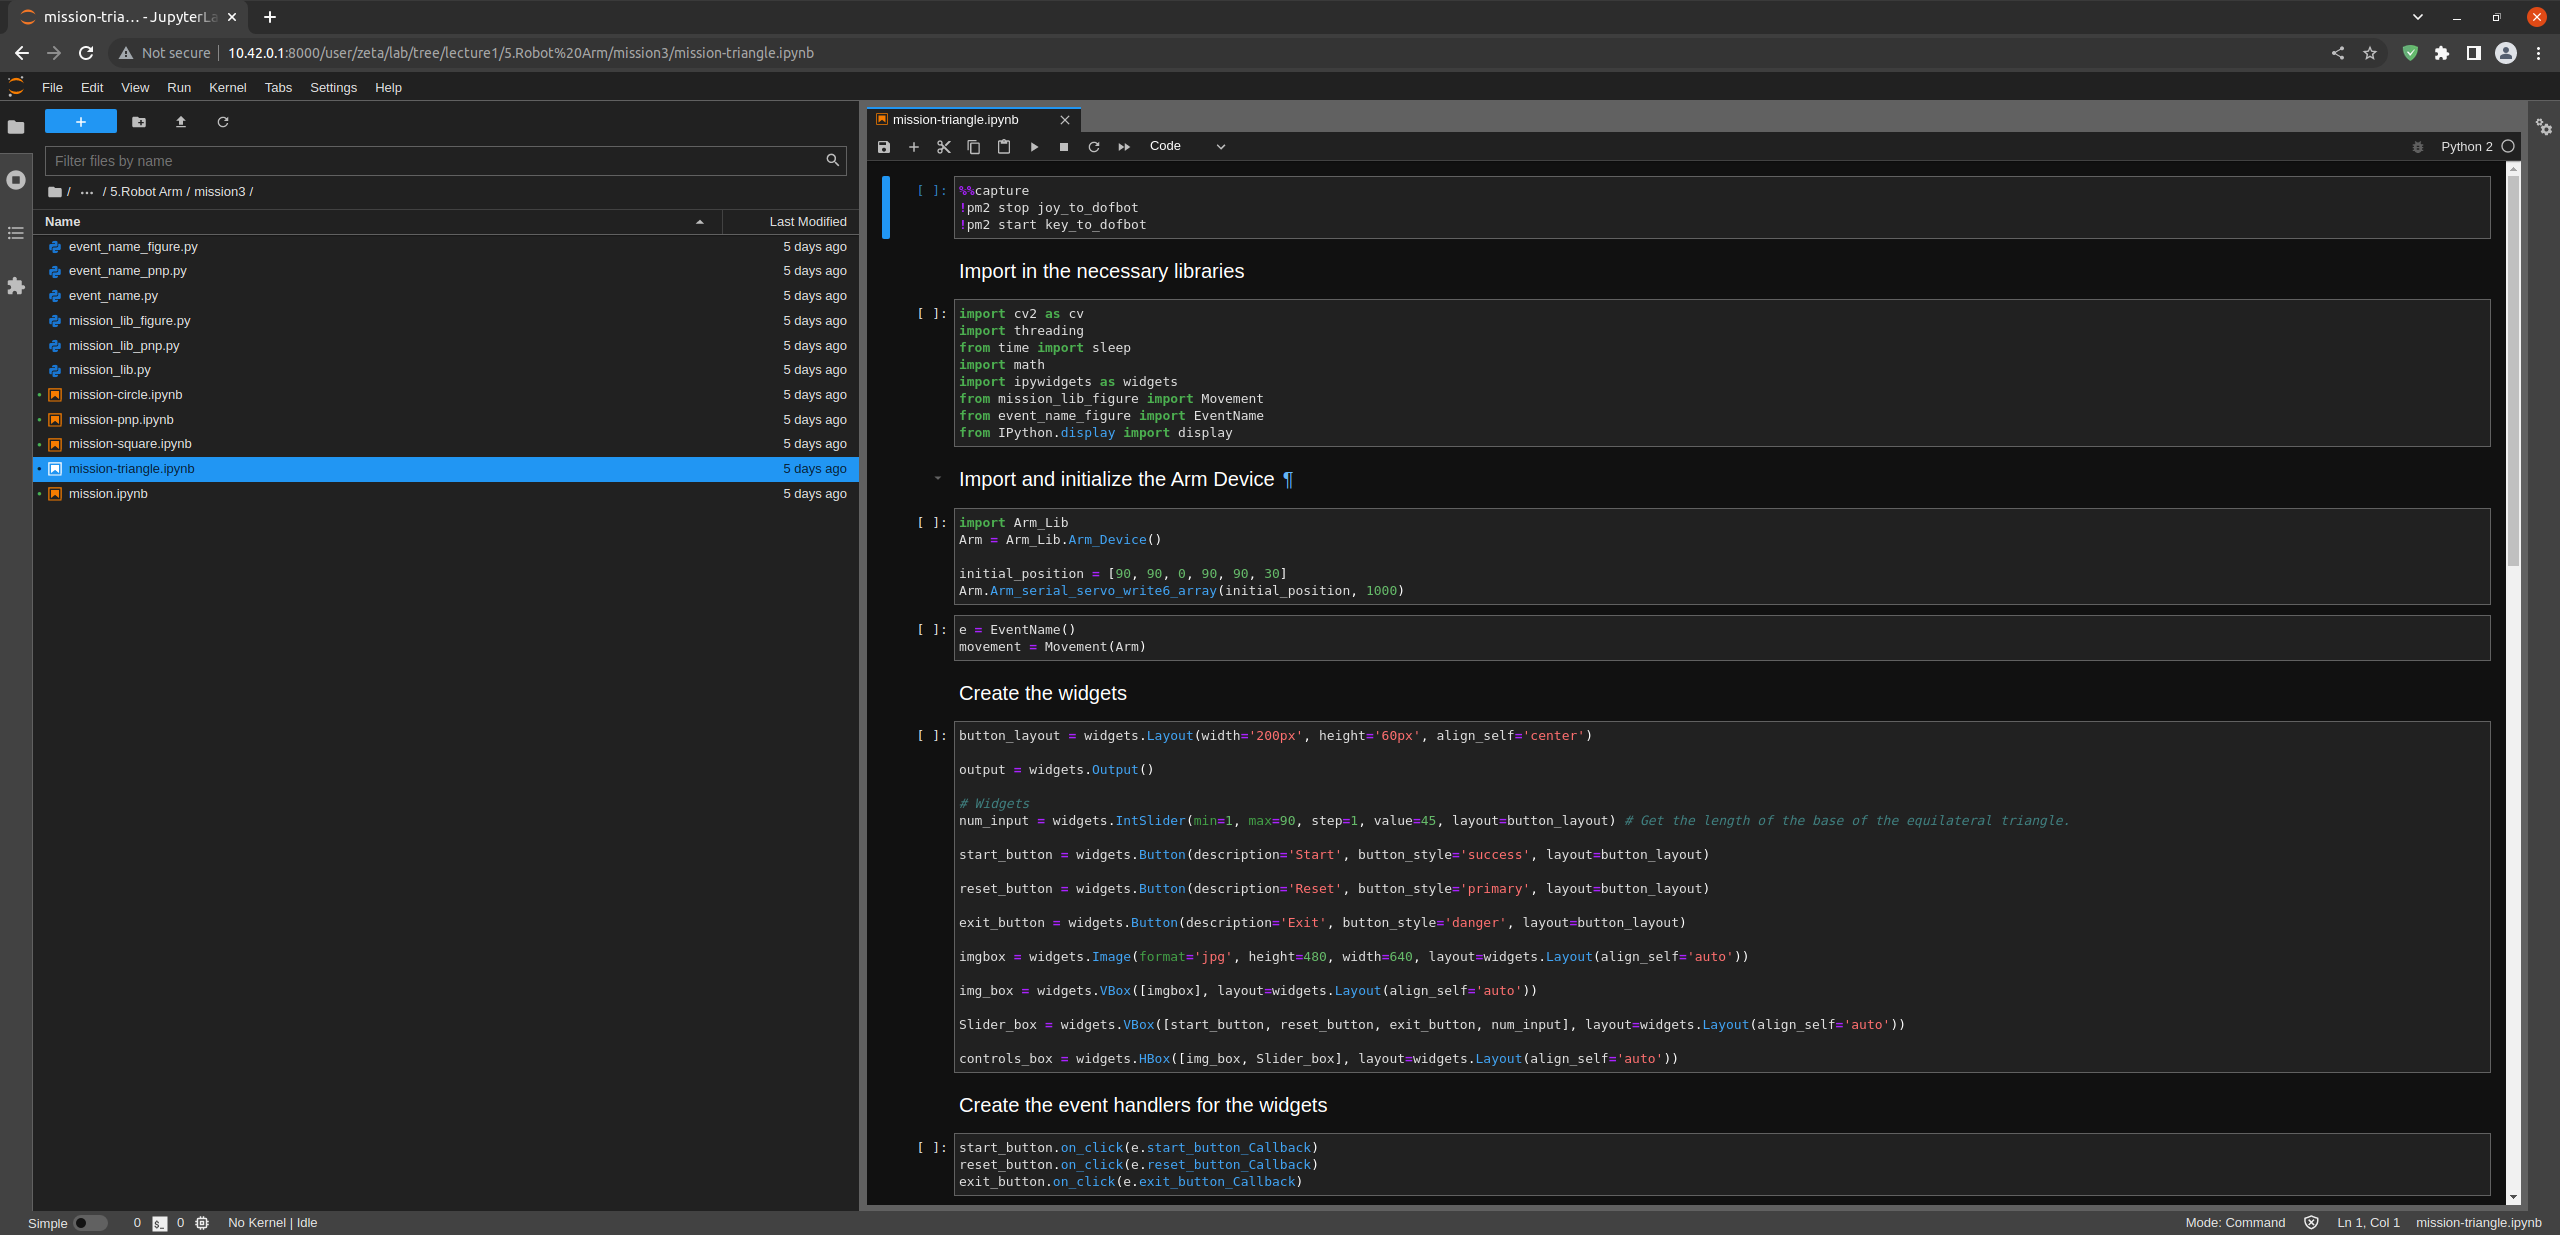 mission-tria… - JupyterLa
Not secure
10.42.0.1:8000/user/zeta/lab/tree/lecture1/5.Robot%20Arm/mission3/mission-triangle.ipynb
File Edit View Run Kernel Tabs Settings Help
Filter files by name
/ ··· / 5.Robot Arm / mission3 /
Name Last Modified
event_name_figure.py 5 days ago
event_name_pnp.py 5 days ago
event_name.py 5 days ago
mission_lib_figure.py 5 days ago
mission_lib_pnp.py 5 days ago
mission_lib.py 5 days ago
mission-circle.ipynb 5 days ago
mission-pnp.ipynb 5 days ago
mission-square.ipynb 5 days ago
mission-triangle.ipynb 5 days ago
mission.ipynb 5 days ago
mission-triangle.ipynb
Code
Python 2
[ ]: %%capture
!pm2 stop joy_to_dofbot
!pm2 start key_to_dofbot
Import in the necessary libraries
[ ]: import cv2 as cv
import threading
from time import sleep
import math
import ipywidgets as widgets
from mission_lib_figure import Movement
from event_name_figure import EventName
from IPython.display import display
Import and initialize the Arm Device ¶
[ ]: import Arm_Lib
Arm = Arm_Lib.Arm_Device()
initial_position = [90, 90, 0, 90, 90, 30]
Arm.Arm_serial_servo_write6_array(initial_position, 1000)
[ ]: e = EventName()
movement = Movement(Arm)
Create the widgets
[ ]: button_layout = widgets.Layout(width='200px', height='60px', align_self='center')
output = widgets.Output()
# Widgets
num_input = widgets.IntSlider(min=1, max=90, step=1, value=45, layout=button_layout) # Get the length of the base of the equilateral triangle.
start_button = widgets.Button(description='Start', button_style='success', layout=button_layout)
reset_button = widgets.Button(description='Reset', button_style='primary', layout=button_layout)
exit_button = widgets.Button(description='Exit', button_style='danger', layout=button_layout)
imgbox = widgets.Image(format='jpg', height=480, width=640, layout=widgets.Layout(align_self='auto'))
img_box = widgets.VBox([imgbox], layout=widgets.Layout(align_self='auto'))
Slider_box = widgets.VBox([start_button, reset_button, exit_button, num_input], layout=widgets.Layout(align_self='auto'))
controls_box = widgets.HBox([img_box, Slider_box], layout=widgets.Layout(align_self='auto'))
Create the event handlers for the widgets
[ ]: start_button.on_click(e.start_button_Callback)
reset_button.on_click(e.reset_button_Callback)
exit_button.on_click(e.exit_button_Callback)
Simple 0 $_ 0 No Kernel | Idle Mode: Command Ln 1, Col 1 mission-triangle.ipynb